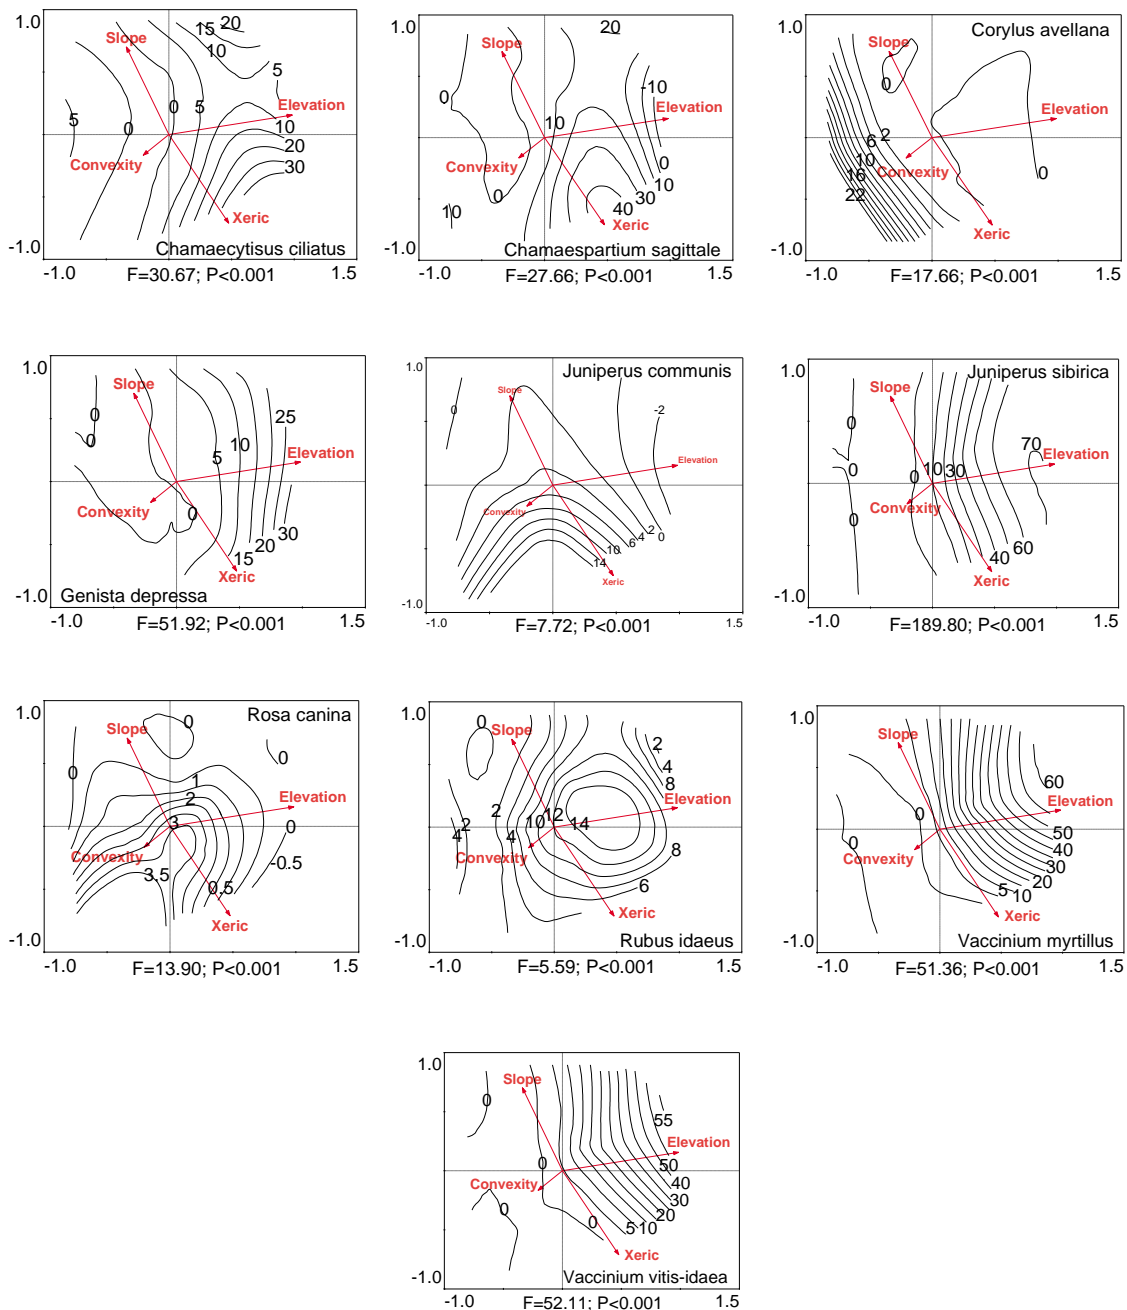 1.0
15 20
Slope
10
5
0 5
Elevation
5 0
10
20
Convexity
30
Xeric
-1.0
Chamaecytisus ciliatus
-1.0 1.5
F=30.67; P<0.001
20
Slope
-10
0
Elevation
10
Convexity
0
10
0
30
10
40
Xeric
Chamaespartium sagittale
-1.0 1.5
F=27.66; P<0.001
1.0
Corylus avellana
Slope
0
Elevation
2
6
10
Convexity
16
0
22
Xeric
-1.0
-1.0 1.5
F=17.66; P<0.001
1.0
Slope
0
25
0
10
5
Elevation
Convexity
0
30
20
15
Xeric
-1.0
Genista depressa
-1.0 1.5
F=51.92; P<0.001
1.0
Juniperus communis
Slope
0
-2
Elevation
Convexity
2
0
4
6
10
14
Xeric
-1.0
-1.0 1.5
F=7.72; P<0.001
1.0
Juniperus sibirica
Slope
0
70
Elevation
0
0 10 30
Convexity
0
60
40
Xeric
-1.0
-1.0 1.5
F=189.80; P<0.001
1.0
Rosa canina
0
Slope
0
0
1
2
Elevation
3
0
Convexity
-0.5
3.5
0.5
Xeric
-1.0
-1.0 1.5
F=13.90; P<0.001
1.0
0
Slope
2
4
8
Elevation
2
12
10 14
2
4
4
Convexity
8
6
Xeric
-1.0
Rubus idaeus
-1.0 1.5
F=5.59; P<0.001
1.0
Slope
60
Elevation
0
50
0
40
Convexity
30
20
5 10
Xeric
-1.0
Vaccinium myrtillus
-1.0 1.5
F=51.36; P<0.001
1.0
Slope
0
55
Elevation
0
50
Convexity
40
30
0
20
0
5 10
Xeric
-1.0
Vaccinium vitis-idaea
-1.0 1.5
F=52.11; P<0.001